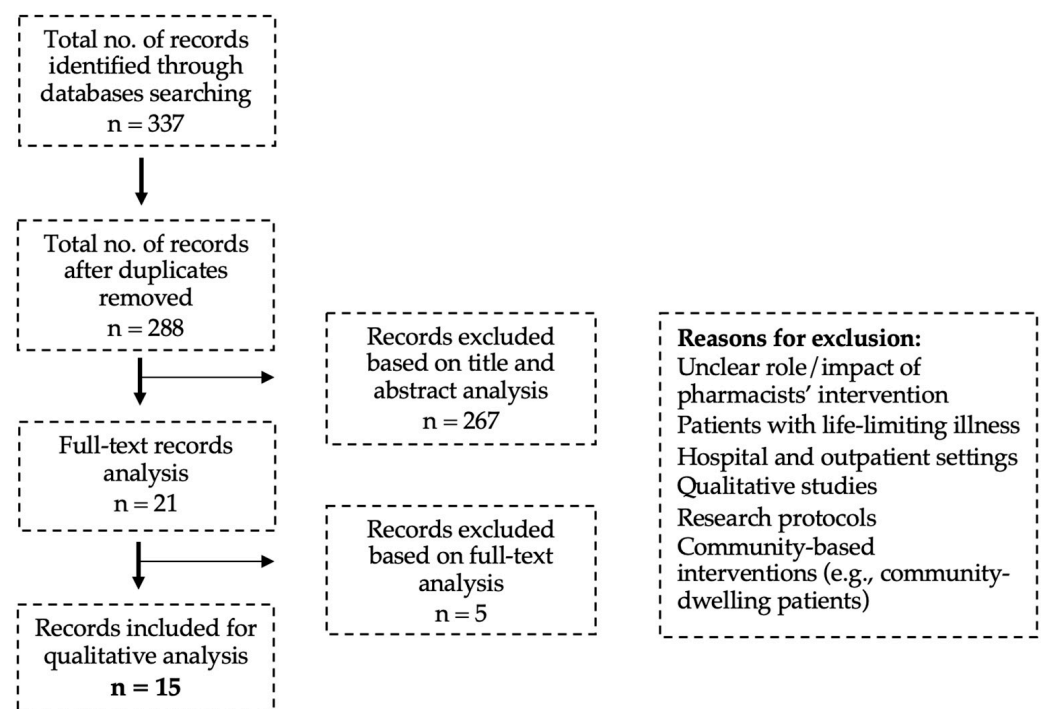 Total no. of records
identified through
databases searching
n = 337
Total no. of records
after duplicates
removed
n = 288
Records excluded
based on title and
abstract analysis
n = 267
Full-text records
analysis
n = 21
Records excluded
based on full-text
analysis
n = 5
Records included for
qualitative analysis
n = 15
Reasons for exclusion:
Unclear role/impact of
pharmacists’ intervention
Patients with life-limiting illness
Hospital and outpatient settings
Qualitative studies
Research protocols
Community-based
interventions (e.g., community-
dwelling patients)